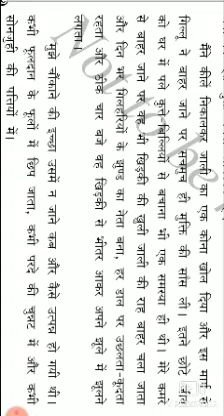 मैंने कीलें निकालकर जाली का एक कोना खोल दिया और इस मार्ग से
गिल्लू ने बाहर जाने पर सचमुच ही मुक्ति की साँस ली। इतने छोटे जीव
को घर में पले कुत्ते-बिल्लियों से बचाना भी एक समस्या ही थी। मेरे कमरे
से बाहर जाने पर वह भी खिड़की की खुली जाली की राह बाहर चला जाता
और दिन भर गिलहरियों के झुण्ड का नेता बना, हर डाल पर उछलता-कूदता
रहता और ठीक चार बजे वह खिड़की से भीतर आकर अपने झूले में झूलने
लगता।
मुझे चौंकाने की इच्छा उसमें न जाने कब और कैसे उत्पन्न हो गयी थी।
कभी फूलदान के फूलों में छिप जाता, कभी परदे की चुन्नट में और कभी
सोनजुही की पत्तियों में।